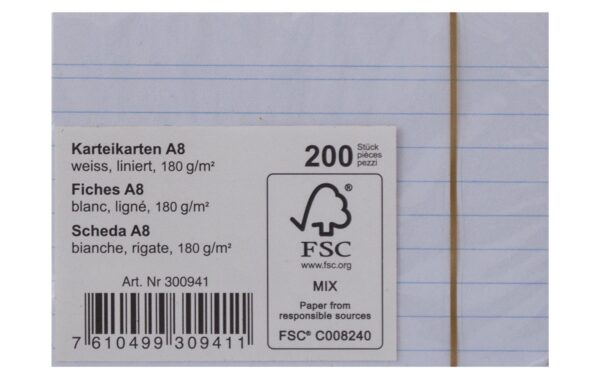 Karteikarten A8
weiss, liniert, 180 g/m²
Fiches A8
blanc, ligné, 180 g/m²
Scheda A8
bianche, rigate, 180 g/m²
Art. Nr 300941
7 610499 309411
200 Stück
pièces
pezzi
®
FSC
www.fsc.org
MIX
Paper from
responsible sources
FSC® C008240